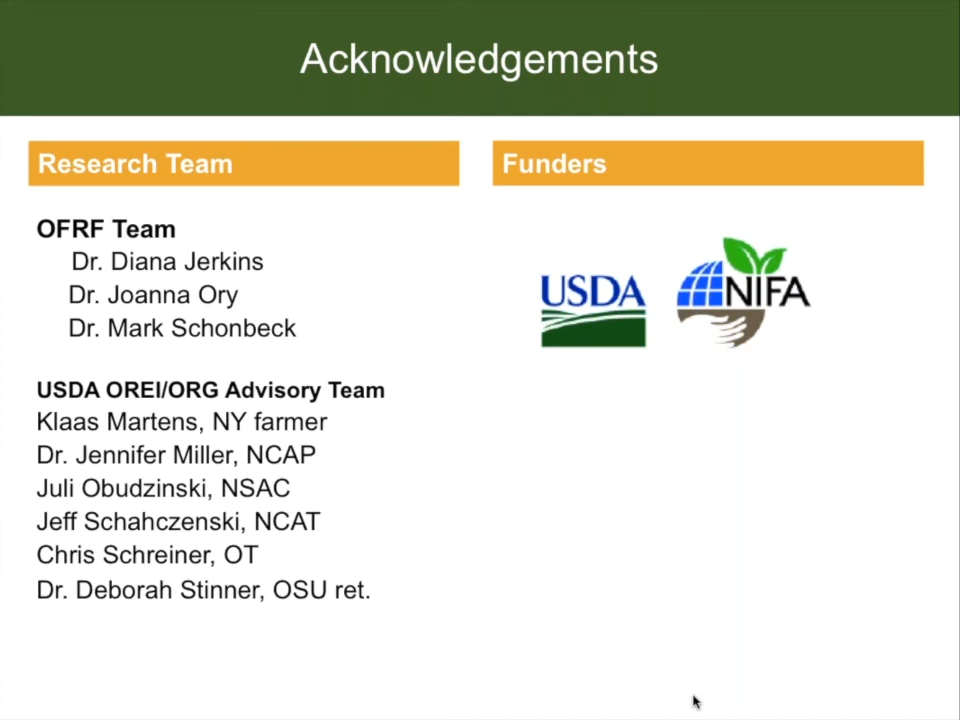 Acknowledgements
Research Team
OFRF Team
Dr. Diana Jerkins
Dr. Joanna Ory
Dr. Mark Schonbeck
USDA OREI/ORG Advisory Team
Klaas Martens, NY farmer
Dr. Jennifer Miller, NCAP
Juli Obudzinski, NSAC
Jeff Schahczenski, NCAT
Chris Schreiner, OT
Dr. Deborah Stinner, OSU ret.
Funders
USDA
NIFA